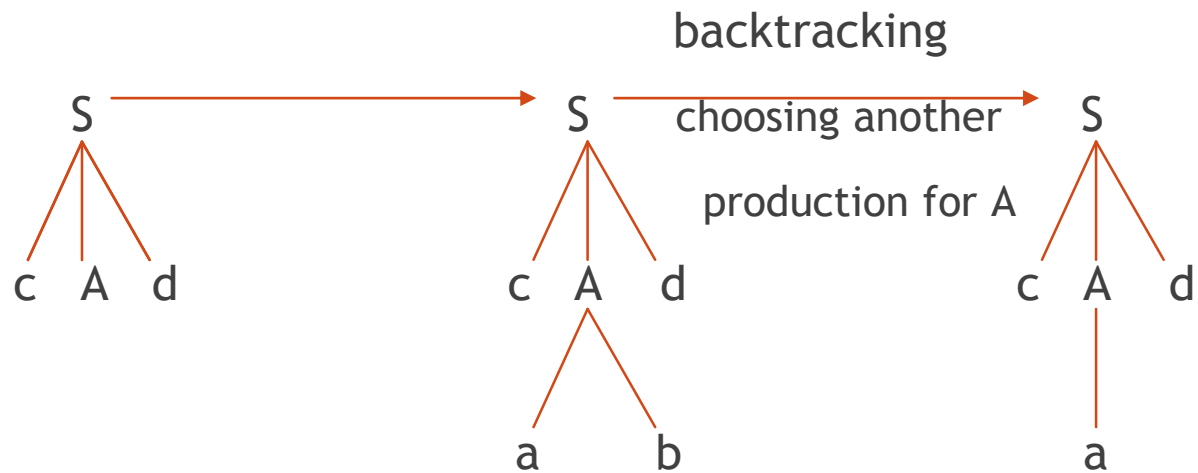 backtracking
S S choosing another S
production for A
c A d c A d c A d
a b a